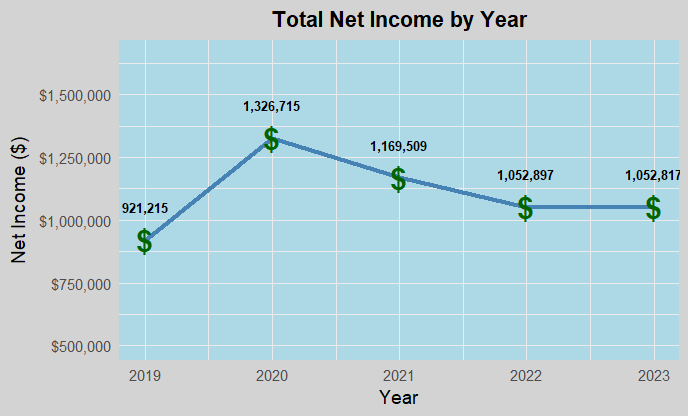 Total Net Income by Year
Net Income ($)
$1,500,000
$1,250,000
$1,000,000
$750,000
$500,000
921,215
1,326,715
1,169,509
1,052,897
1,052,817
$ $ $ $ $
2019 2020 2021 2022 2023
Year